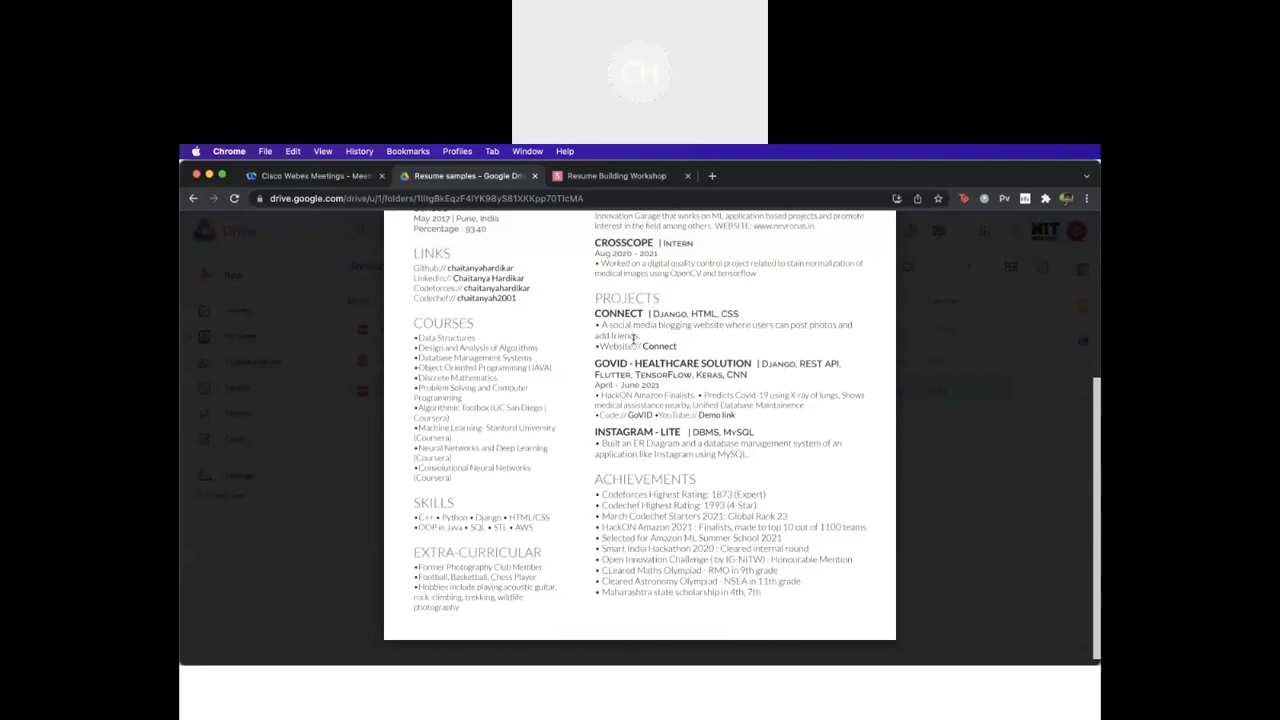 CH
Chrome File Edit View History Bookmarks Profiles Tab Window Help
Cisco Webex Meetings - Meeti
Resume samples - Google Dri
Resume Building Workshop
drive.google.com/drive/u/1/folders/
May 2017 | Pune, India
Percentage : 93.40
LINKS
Github:// chaitanyahardikar
LinkedIn:// Chaitanya Hardikar
Codeforces:// chaitanyahardikar
Codechef:// chaitanyah2001
COURSES
•Data Structures
•Design and Analysis of Algorithms
•Database Management Systems
•Object Oriented Programming (JAVA)
•Discrete Mathematics
•Problem Solving and Computer
Programming
•Algorithmic Toolbox (UC San Diego |
Coursera)
•Machine Learning- Stanford University
(Coursera)
•Neural Networks and Deep Learning
(Coursera)
•Convolutional Neural Networks
(Coursera)
SKILLS
•C++ • Python • Django • HTML/CSS
•OOP in Java • SQL • STL • AWS
EXTRA-CURRICULAR
•Former Photography Club Member
•Football, Basketball, Chess Player
•Hobbies include playing acoustic guitar,
rock-climbing, trekking, wildlife
photography
Innovation Garage that works on ML application based projects and promote
Interest in the field among others. WEBSITE: www.nevronas.in
CROSSCOPE | INTERN
Aug 2020 - 2021
• Worked on a digital quality control project related to stain normalization of
medical images using OpenCV and tensorflow
PROJECTS
CONNECT | DJANGO, HTML, CSS
• A social media blogging website where users can post photos and
add friends.
•Website:// Connect
GOVID - HEALTHCARE SOLUTION | DJANGO, REST API,
FLUTTER, TENSORFLOW, KERAS, CNN
April - June 2021
• HackON Amazon Finalists. • Predicts Covid-19 using X-ray of lungs, Shows
medical assistance nearby, Unified Database Maintainence
•Code:// GoVID •YouTube:// Demo link
INSTAGRAM - LITE | DBMS, MYSQL
• Built an ER Diagram and a database management system of an
application like Instagram using MySQL.
ACHIEVEMENTS
• Codeforces Highest Rating: 1873 (Expert)
• Codechef Highest Rating: 1993 (4-Star)
• March Codechef Starters 2021: Global Rank 23
• HackON Amazon 2021 : Finalists, made to top 10 out of 1100 teams
• Selected for Amazon ML Summer School 2021
• Smart India Hackathon 2020 : Cleared internal round
• Open Innovation Challenge ( by IG-NITW) : Honourable Mention
• CLeared Maths Olympiad - RMO in 9th grade
• Cleared Astronomy Olympiad - NSEA in 11th grade
• Maharashtra state scholarship in 4th, 7th